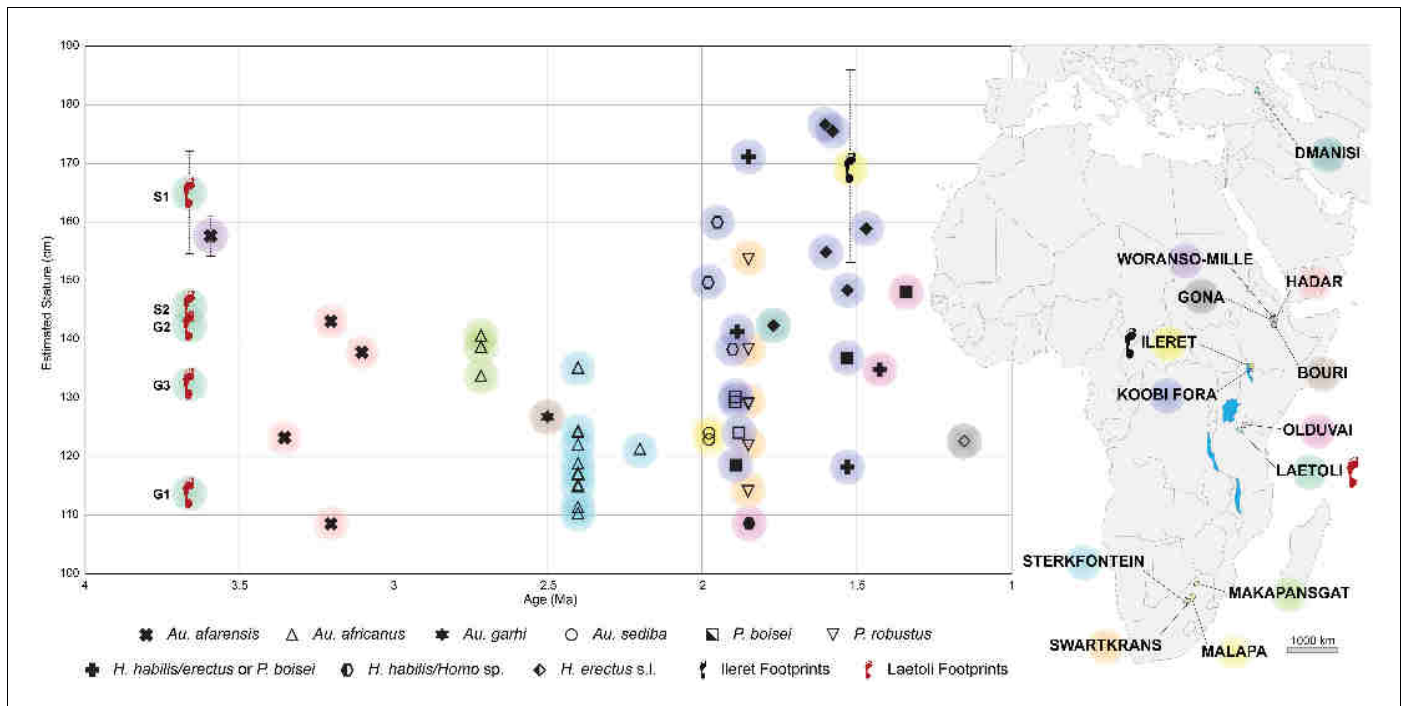 190
180
170
160
150
140
130
120
110
100
Estimated Stature (cm)
S1
S2
G2
G3
G1
4
3.5
3
2.5
2
1.5
1
Age (Ma)
Au. afarensis
Au. africanus
Au. garhi
Au. sediba
P. boisei
P. robustus
H. habilis/erectus or P. boisei
H. habilis/Homo sp.
H. erectus s.l.
Ileret Footprints
Laetoli Footprints
DMANISI
WORANSO-MILLE
HADAR
GONA
ILERET
BOURI
KOOBI FORA
OLDUVAI
LAETOLI
STERKFONTEIN
MAKAPANSGAT
SWARTKRANS
MALAPA
1000 km